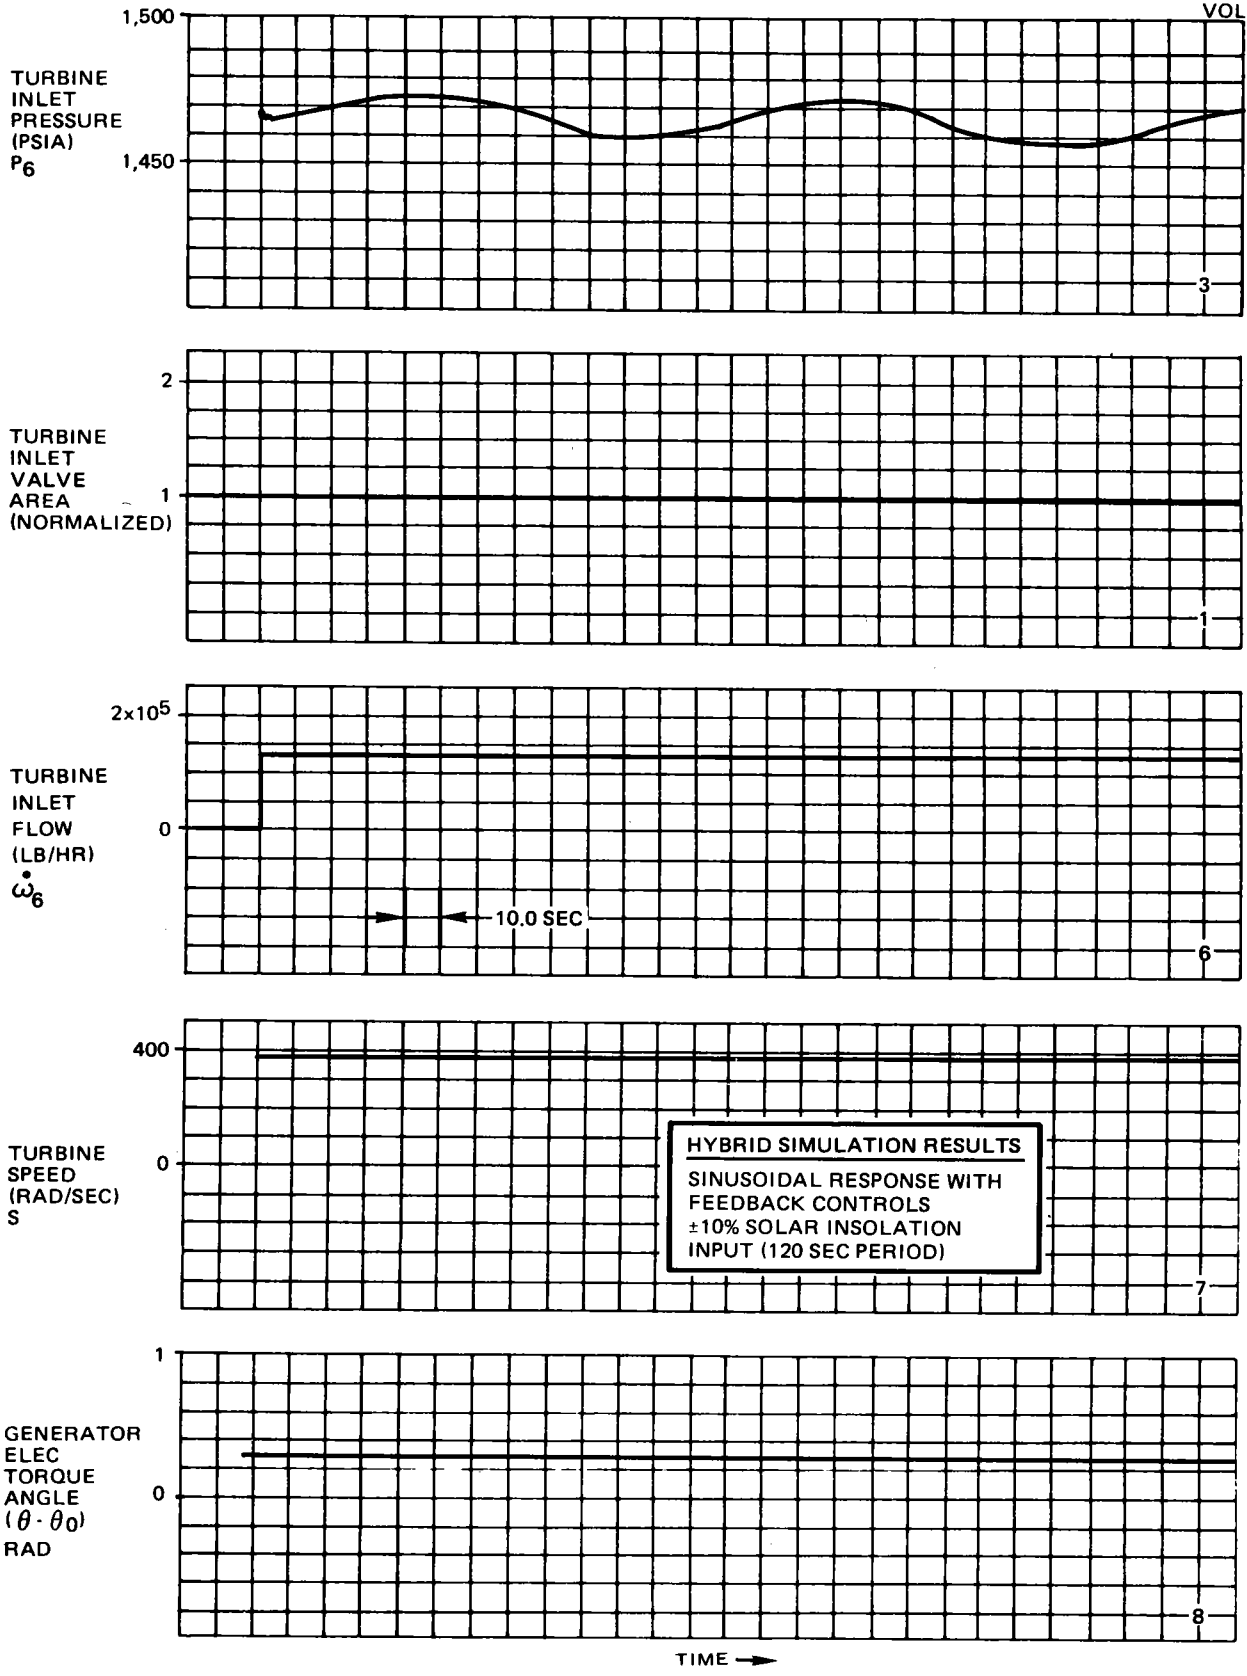 VOL
1,500
TURBINE
INLET
PRESSURE
(PSIA)
P6
1,450
3
2
TURBINE
INLET
VALVE
AREA
(NORMALIZED)
1
1
2×10⁵
TURBINE
INLET
FLOW
(LB/HR)
ω̇6
0
10.0 SEC
6
400
TURBINE
SPEED
(RAD/SEC)
S
0
HYBRID SIMULATION RESULTS
SINUSOIDAL RESPONSE WITH
FEEDBACK CONTROLS
±10% SOLAR INSOLATION
INPUT (120 SEC PERIOD)
7
1
GENERATOR
ELEC
TORQUE
ANGLE
(θ - θ0)
RAD
0
8
TIME